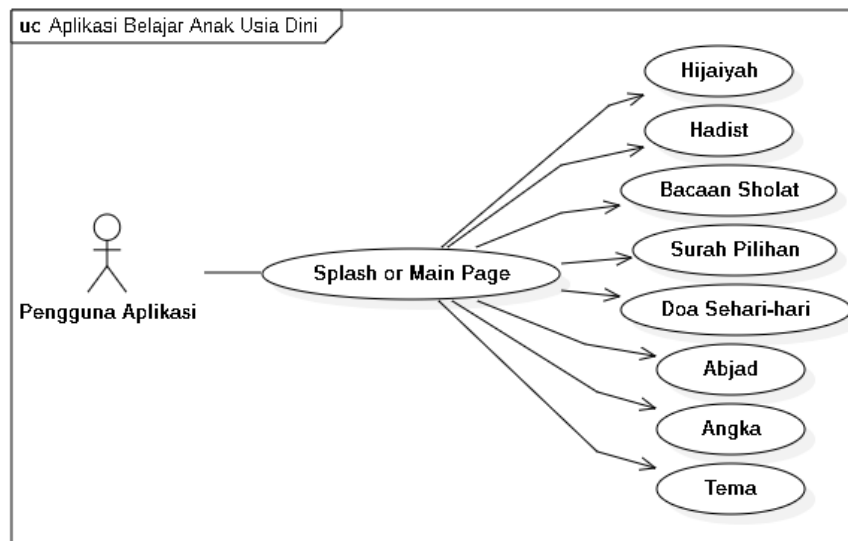 uc Aplikasi Belajar Anak Usia Dini
Hijaiyah
Hadist
Bacaan Sholat
Surah Pilihan
Splash or Main Page
Doa Sehari-hari
Pengguna Aplikasi
Abjad
Angka
Tema